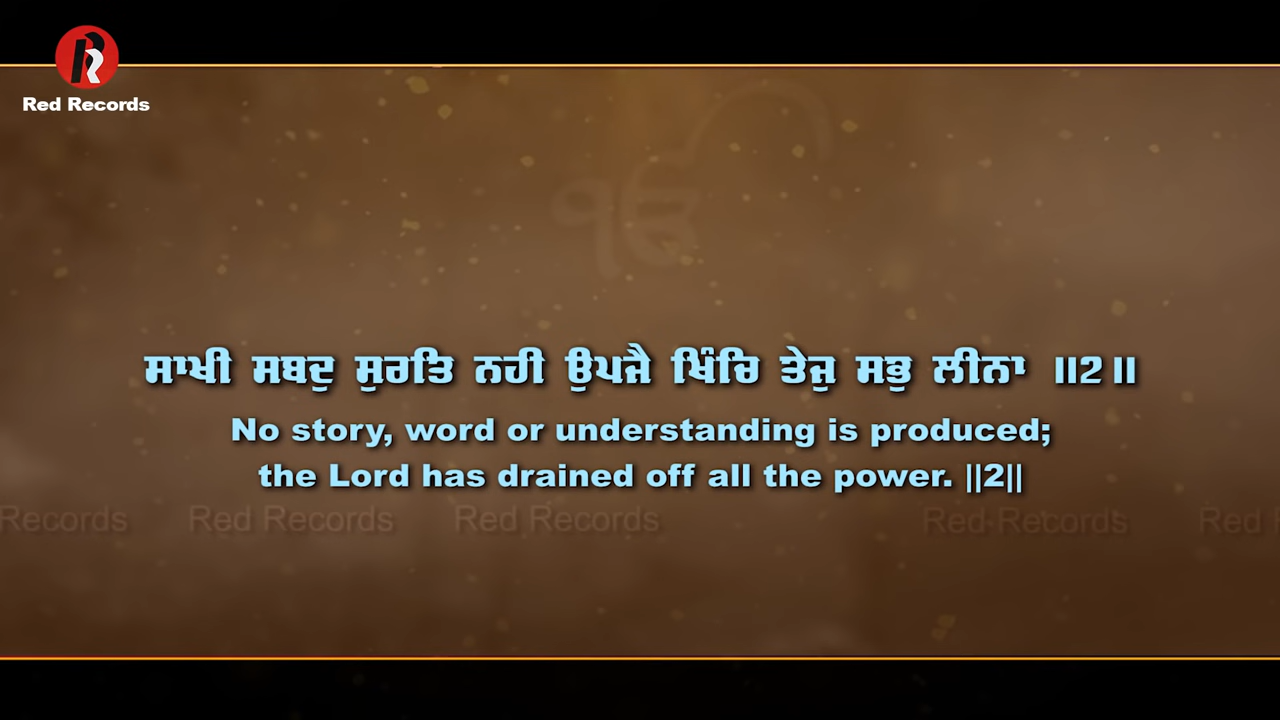 Red Records
ੴ
ਸਾਖੀ ਸਬਦੁ ਸੁਰਤਿ ਨਹੀ ਉਪਜੈ ਖਿੰਚਿ ਤੇਜੁ ਸਭੁ ਲੀਨਾ ॥2॥
No story, word or understanding is produced;
the Lord has drained off all the power. ||2||
Records Red Records Red Records Red Records Red